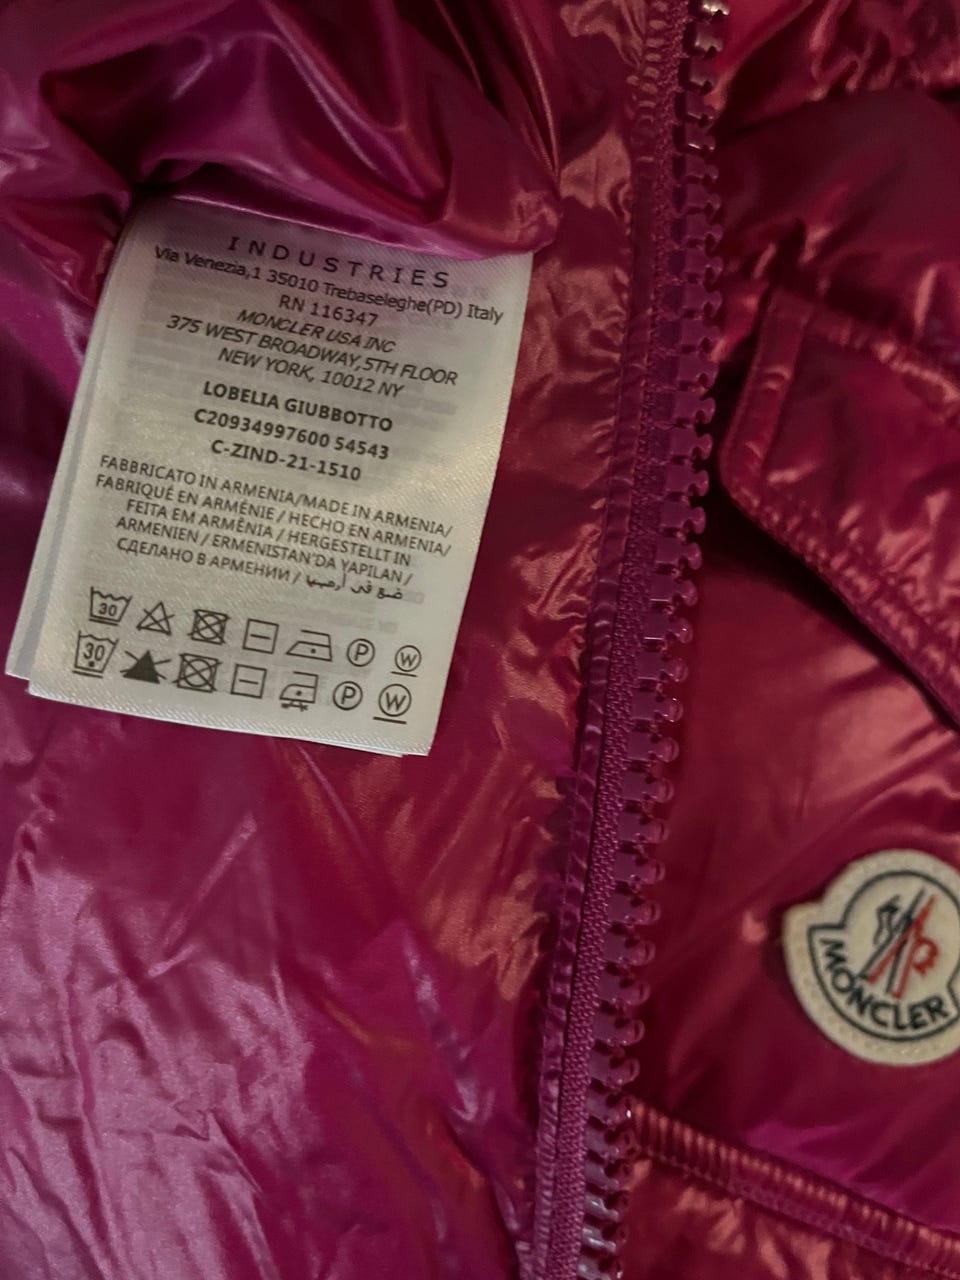 INDUSTRIES
Via Venezia,1 35010 Trebaseleghe(PD) Italy
RN 116347
MONCLER USA INC
375 WEST BROADWAY,5TH FLOOR
NEW YORK, 10012 NY
LOBELIA GIUBBOTTO
C20934997600 54543
C-ZIND-21-1510
FABBRICATO IN ARMENIA/MADE IN ARMENIA/
FABRIQUÉ EN ARMÉNIE / HECHO EN ARMENIA/
FEITA EM ARMÊNIA / HERGESTELLT IN
ARMENIEN / ERMENISTAN'DA YAPILAN /
СДЕЛАНО В АРМЕНИИ /
30 P W
30 P W
MONCLER